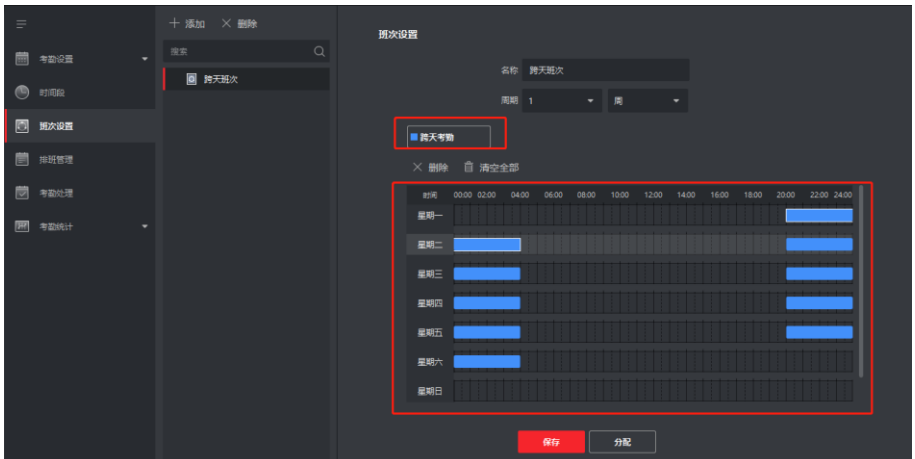 添加 删除
搜索
跨天班次
考勤设置
时间段
班次设置
排班管理
考勤处理
考勤统计
班次设置
名称 跨天班次
周期 1 周
跨天考勤
删除 清空全部
时间 00:00 02:00 04:00 06:00 08:00 10:00 12:00 14:00 16:00 18:00 20:00 22:00 24:00
星期一
星期二
星期三
星期四
星期五
星期六
星期日
保存 分配